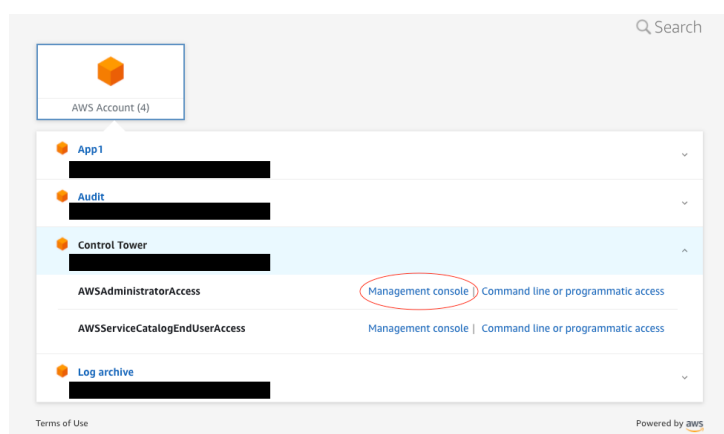 Search
AWS Account (4)
App1
Audit
Control Tower
AWSAdministratorAccess Management console | Command line or programmatic access
AWSServiceCatalogEndUserAccess Management console | Command line or programmatic access
Log archive
Terms of Use Powered by aws